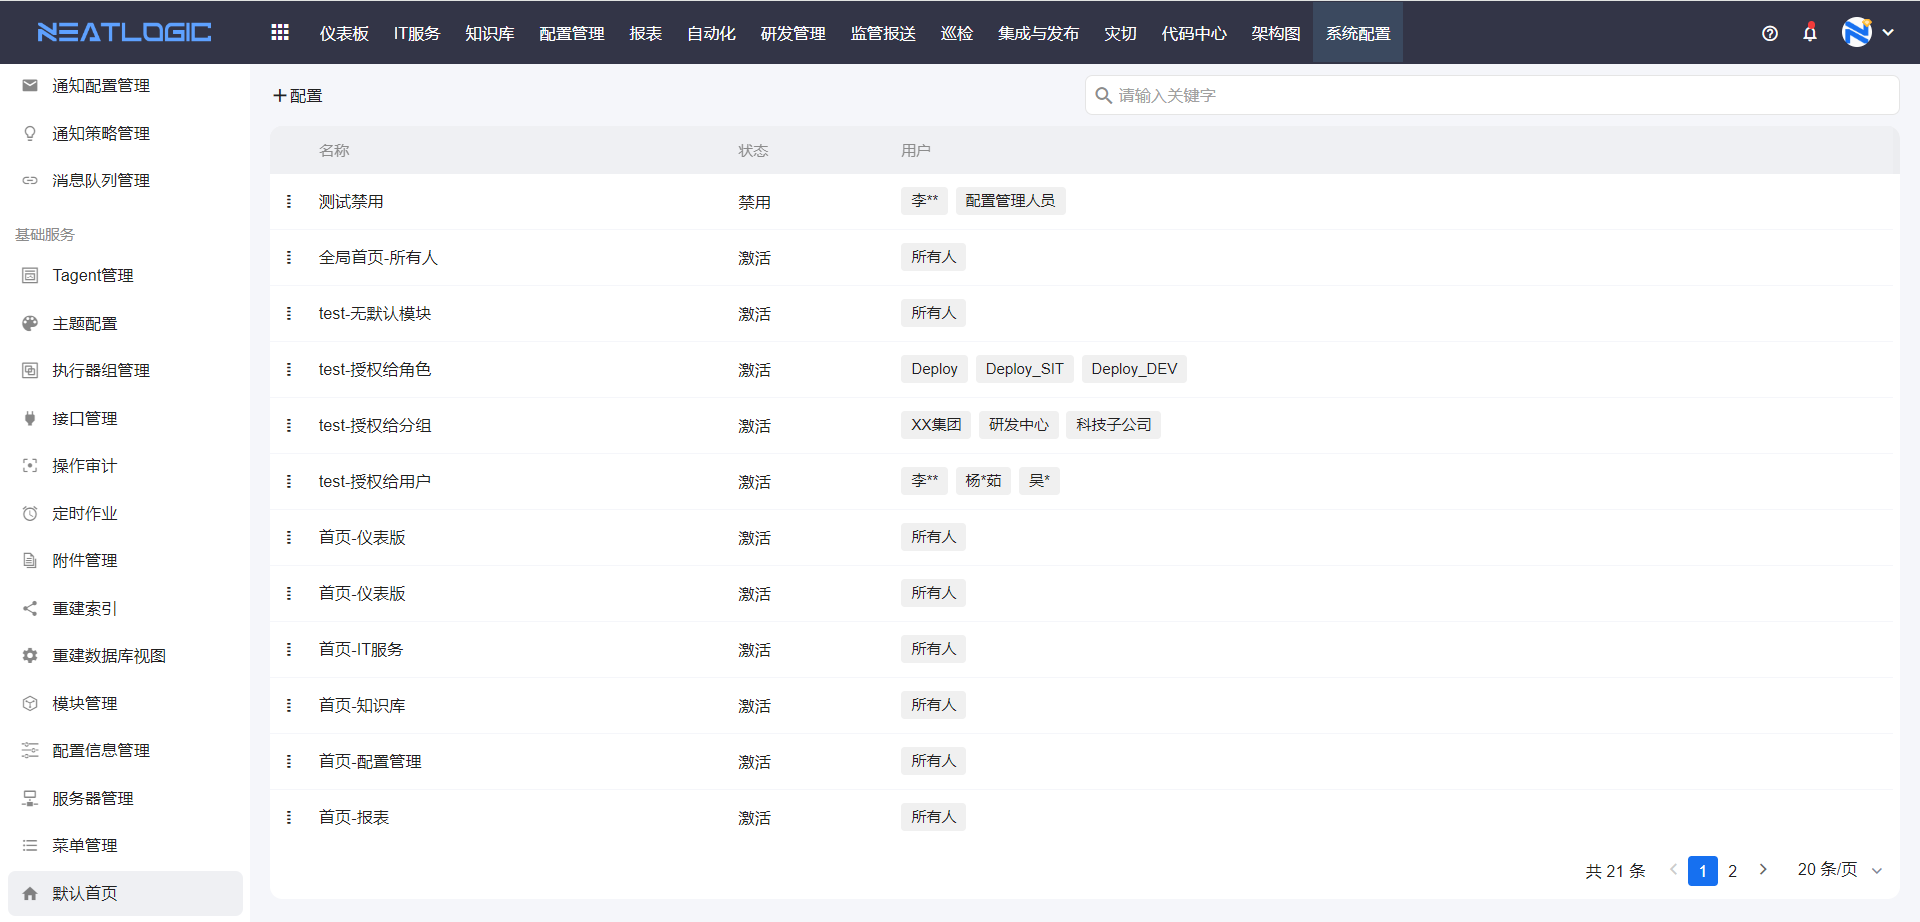 NEATLOGIC 仪表板 IT服务 知识库 配置管理 报表 自动化 研发管理 监管报送 巡检 集成与发布 灾切 代码中心 架构图 系统配置
通知配置管理
通知策略管理
消息队列管理
基础服务
Tagent管理
主题配置
执行器组管理
接口管理
操作审计
定时作业
附件管理
重建索引
重建数据库视图
模块管理
配置信息管理
服务器管理
菜单管理
默认首页
配置
请输入关键字
名称 状态 用户
测试禁用 禁用 李** 配置管理人员
全局首页-所有人 激活 所有人
test-无默认模块 激活 所有人
test-授权给角色 激活 Deploy Deploy_SIT Deploy_DEV
test-授权给分组 激活 XX集团 研发中心 科技子公司
test-授权给用户 激活 李** 杨*茹 吴*
首页-仪表版 激活 所有人
首页-仪表版 激活 所有人
首页-IT服务 激活 所有人
首页-知识库 激活 所有人
首页-配置管理 激活 所有人
首页-报表 激活 所有人
共 21 条 1 2 20 条/页